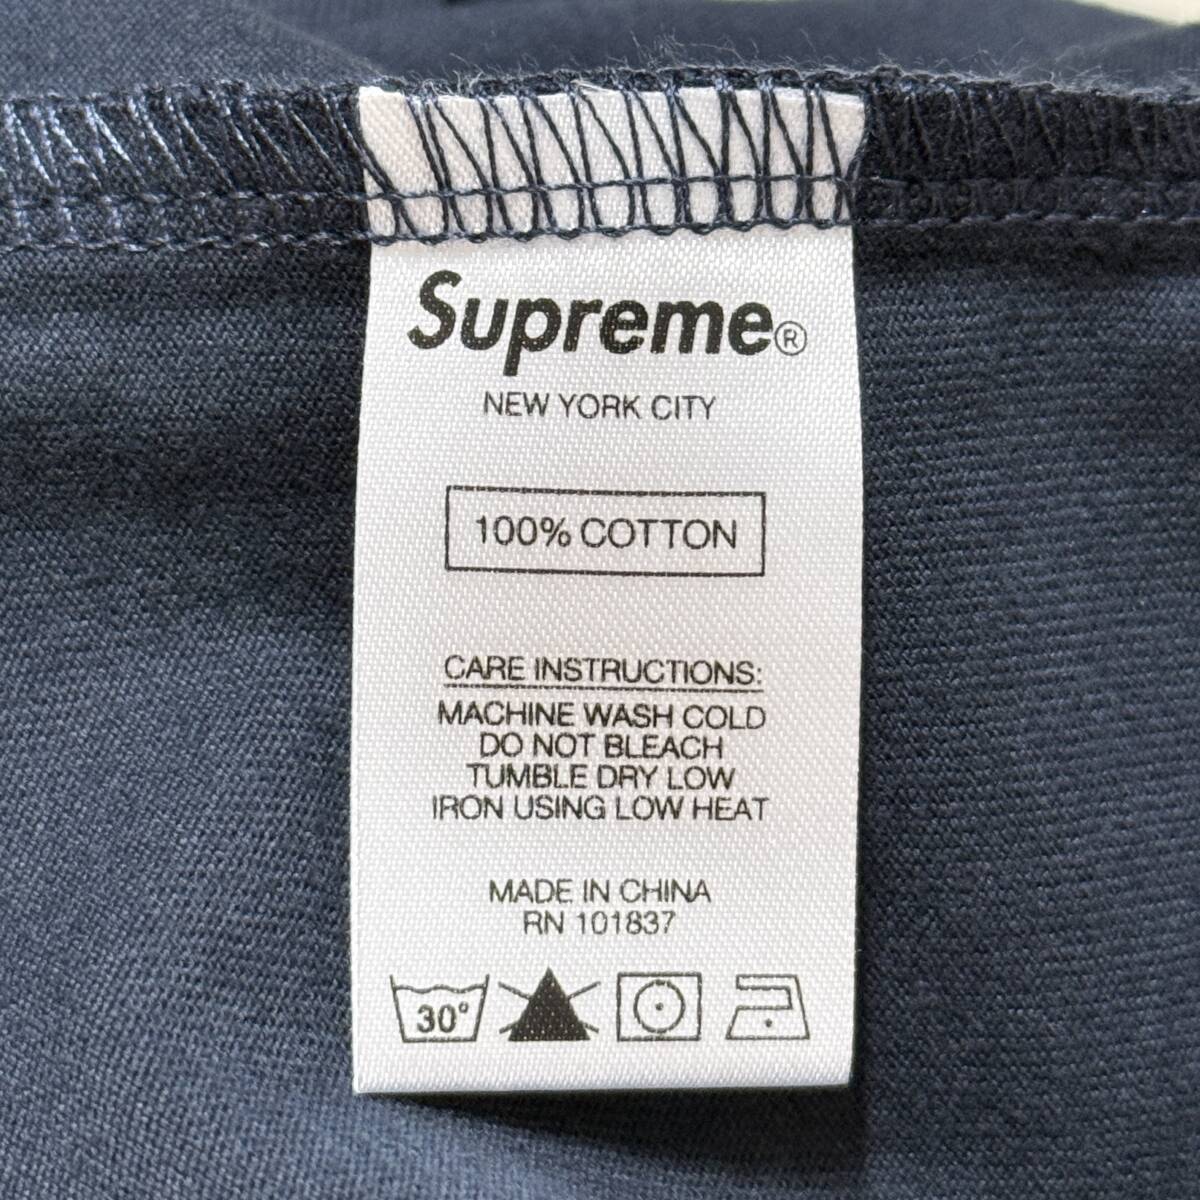 Supreme®
NEW YORK CITY
100% COTTON
CARE INSTRUCTIONS:
MACHINE WASH COLD
DO NOT BLEACH
TUMBLE DRY LOW
IRON USING LOW HEAT
MADE IN CHINA
RN 101837
30°